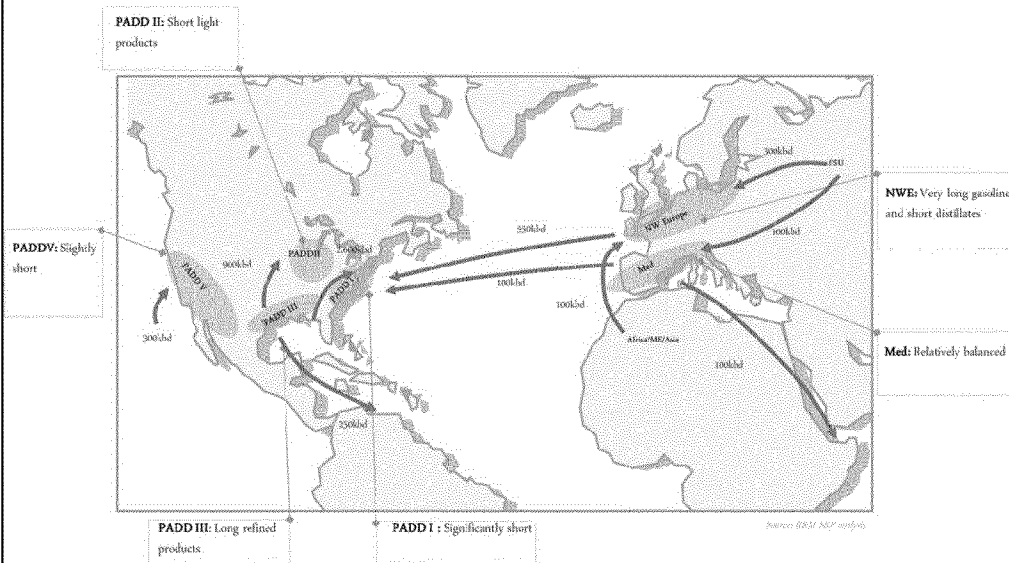 PADD II: Short light
products
300kbd
FSU
NWE: Very long gasoline
and short distillates
NW Europe
350kbd
100kbd
PADDV: Slightly
short
PADDII
900kbd
PADD V
PADD I
Med
100kbd
100kbd
PADD III
300kbd
Africa/ME/Asia
Med: Relatively balanced
100kbd
250kbd
PADD III: Long refined
products
PADD I : Significantly short